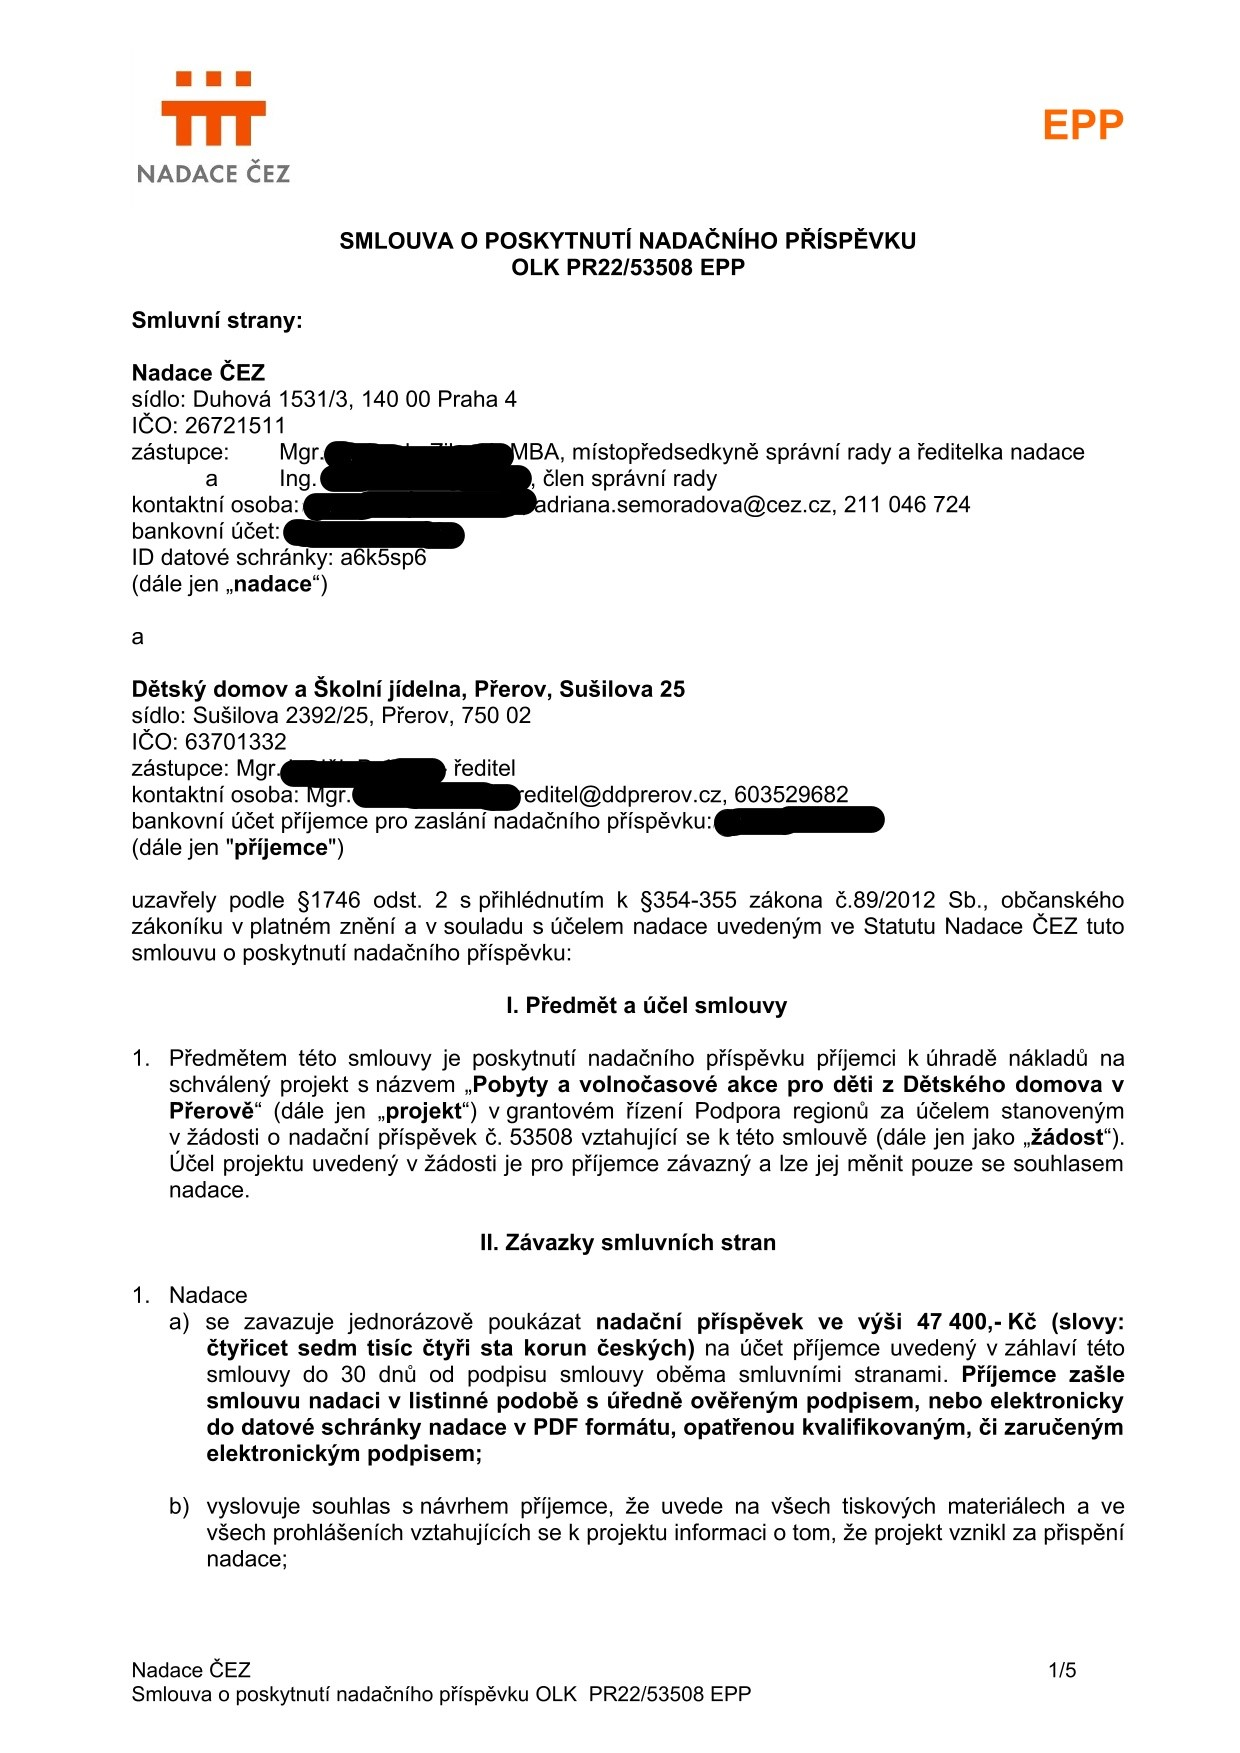 NADACE ČEZ
EPP
SMLOUVA O POSKYTNUTÍ NADAČNÍHO PŘÍSPĚVKU
OLK PR22/53508 EPP
Smluvní strany:
Nadace ČEZ
sídlo: Duhová 1531/3, 140 00 Praha 4
IČO: 26721511
zástupce: Mgr. MBA, místopředsedkyně správní rady a ředitelka nadace
a Ing. , člen správní rady
kontaktní osoba: adriana.semoradova@cez.cz, 211 046 724
bankovní účet:
ID datové schránky: a6k5sp6
(dále jen „nadace“)
a
Dětský domov a Školní jídelna, Přerov, Sušilova 25
sídlo: Sušilova 2392/25, Přerov, 750 02
IČO: 63701332
zástupce: Mgr. ředitel
kontaktní osoba: Mgr. reditel@ddprerov.cz, 603529682
bankovní účet příjemce pro zaslání nadačního příspěvku:
(dále jen "příjemce")
uzavřely podle §1746 odst. 2 s přihlédnutím k §354-355 zákona č.89/2012 Sb., občanského
zákoníku v platném znění a v souladu s účelem nadace uvedeným ve Statutu Nadace ČEZ tuto
smlouvu o poskytnutí nadačního příspěvku:
I. Předmět a účel smlouvy
1. Předmětem této smlouvy je poskytnutí nadačního příspěvku příjemci k úhradě nákladů na
schválený projekt s názvem „Pobyty a volnočasové akce pro děti z Dětského domova v
Přerově“ (dále jen „projekt“) v grantovém řízení Podpora regionů za účelem stanoveným
v žádosti o nadační příspěvek č. 53508 vztahující se k této smlouvě (dále jen jako „žádost“).
Účel projektu uvedený v žádosti je pro příjemce závazný a lze jej měnit pouze se souhlasem
nadace.
II. Závazky smluvních stran
1. Nadace
a) se zavazuje jednorázově poukázat nadační příspěvek ve výši 47 400,- Kč (slovy:
čtyřicet sedm tisíc čtyři sta korun českých) na účet příjemce uvedený v záhlaví této
smlouvy do 30 dnů od podpisu smlouvy oběma smluvními stranami. Příjemce zašle
smlouvu nadaci v listinné podobě s úředně ověřeným podpisem, nebo elektronicky
do datové schránky nadace v PDF formátu, opatřenou kvalifikovaným, či zaručeným
elektronickým podpisem;
b) vyslovuje souhlas s návrhem příjemce, že uvede na všech tiskových materiálech a ve
všech prohlášeních vztahujících se k projektu informaci o tom, že projekt vznikl za přispění
nadace;
Nadace ČEZ 1/5
Smlouva o poskytnutí nadačního příspěvku OLK PR22/53508 EPP